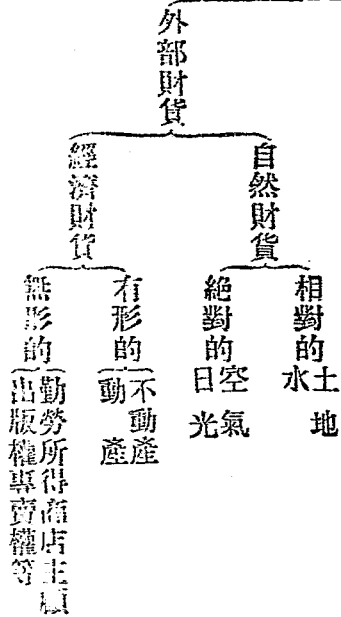 外部財貨
自然財貨
相對的
土地
水
絕對的
空氣
日光
經濟財貨
有形的
不動產
動產
無形的
勤勞所得商店主顧
出版權專賣權等